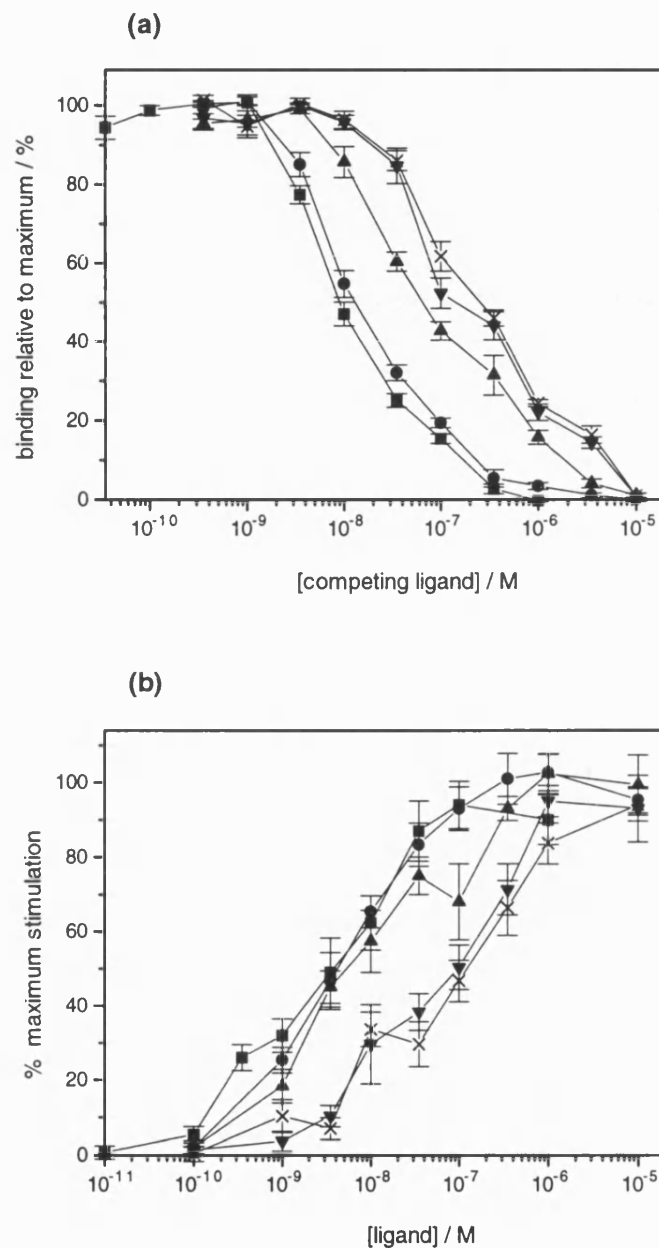 (a)
binding relative to maximum / %
100
80
60
40
20
0
10⁻¹⁰ 10⁻⁹ 10⁻⁸ 10⁻⁷ 10⁻⁶ 10⁻⁵
[competing ligand] / M
(b)
% maximum stimulation
100
80
60
40
20
0
10⁻¹¹ 10⁻¹⁰ 10⁻⁹ 10⁻⁸ 10⁻⁷ 10⁻⁶ 10⁻⁵
[ligand] / M